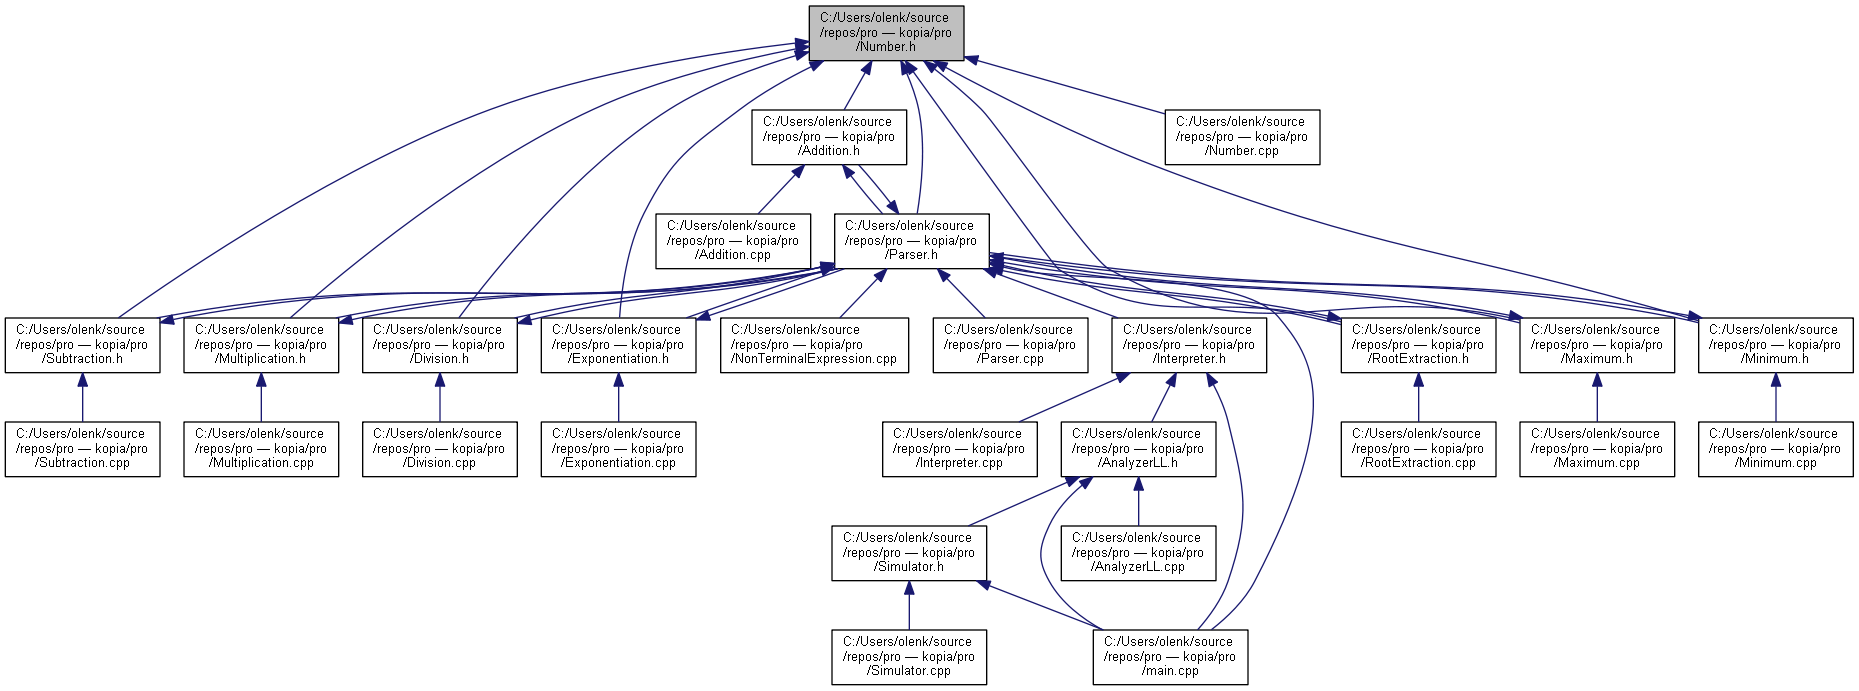 C:/Users/olenk/source
/repos/pro — kopia/pro
/Number.h
C:/Users/olenk/source
/repos/pro — kopia/pro
/Addition.h
C:/Users/olenk/source
/repos/pro — kopia/pro
/Number.cpp
C:/Users/olenk/source
/repos/pro — kopia/pro
/Addition.cpp
C:/Users/olenk/source
/repos/pro — kopia/pro
/Parser.h
C:/Users/olenk/source
/repos/pro — kopia/pro
/Subtraction.h
C:/Users/olenk/source
/repos/pro — kopia/pro
/Multiplication.h
C:/Users/olenk/source
/repos/pro — kopia/pro
/Division.h
C:/Users/olenk/source
/repos/pro — kopia/pro
/Exponentiation.h
C:/Users/olenk/source
/repos/pro — kopia/pro
/NonTerminalExpression.cpp
C:/Users/olenk/source
/repos/pro — kopia/pro
/Parser.cpp
C:/Users/olenk/source
/repos/pro — kopia/pro
/Interpreter.h
C:/Users/olenk/source
/repos/pro — kopia/pro
/RootExtraction.h
C:/Users/olenk/source
/repos/pro — kopia/pro
/Maximum.h
C:/Users/olenk/source
/repos/pro — kopia/pro
/Minimum.h
C:/Users/olenk/source
/repos/pro — kopia/pro
/Subtraction.cpp
C:/Users/olenk/source
/repos/pro — kopia/pro
/Multiplication.cpp
C:/Users/olenk/source
/repos/pro — kopia/pro
/Division.cpp
C:/Users/olenk/source
/repos/pro — kopia/pro
/Exponentiation.cpp
C:/Users/olenk/source
/repos/pro — kopia/pro
/Interpreter.cpp
C:/Users/olenk/source
/repos/pro — kopia/pro
/AnalyzerLL.h
C:/Users/olenk/source
/repos/pro — kopia/pro
/RootExtraction.cpp
C:/Users/olenk/source
/repos/pro — kopia/pro
/Maximum.cpp
C:/Users/olenk/source
/repos/pro — kopia/pro
/Minimum.cpp
C:/Users/olenk/source
/repos/pro — kopia/pro
/Simulator.h
C:/Users/olenk/source
/repos/pro — kopia/pro
/AnalyzerLL.cpp
C:/Users/olenk/source
/repos/pro — kopia/pro
/Simulator.cpp
C:/Users/olenk/source
/repos/pro — kopia/pro
/main.cpp